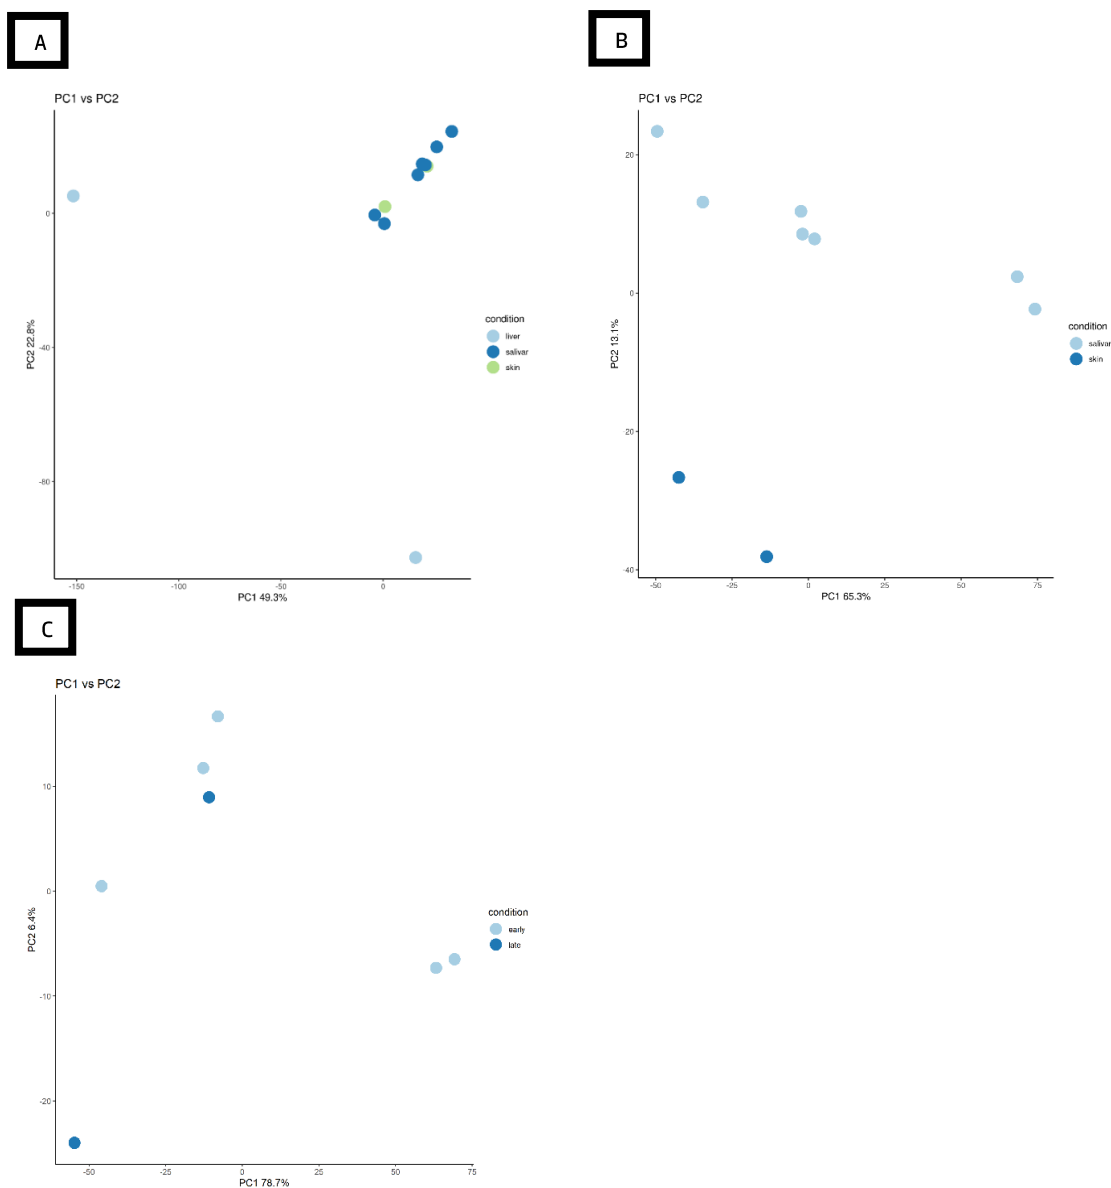 A
PC1 vs PC2
0
-40
-80
-150
-100
-50
0
PC1 49.3%
PC2 22.8%
condition
liver
salivar
skin
B
PC1 vs PC2
20
0
20
-40
-50
-25
0
25
50
75
PC1 65.3%
PC2 13.1%
condition
salivar
skin
C
PC1 vs PC2
10
0
-10
-20
-50
-25
0
25
50
75
PC1 78.7%
PC2 6.4%
condition
early
late